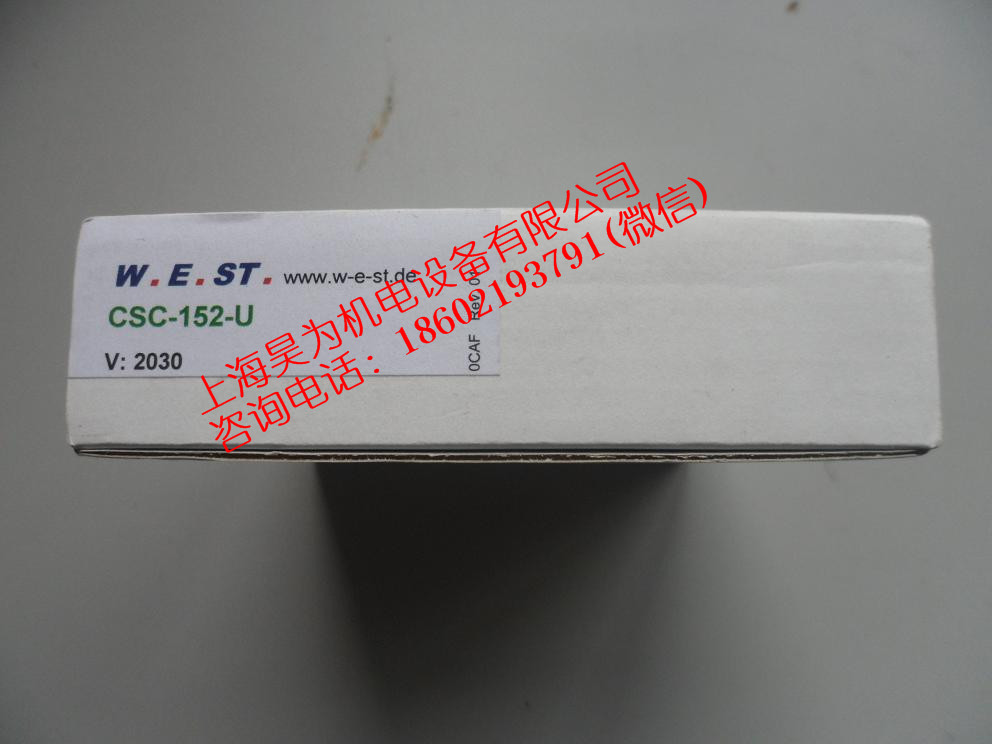 W.E.ST. www.w-e-st.de
CSC-152-U
V: 2030
0CAF Rev
上海昊为机电设备有限公司
咨询电话：18602193791(微信)